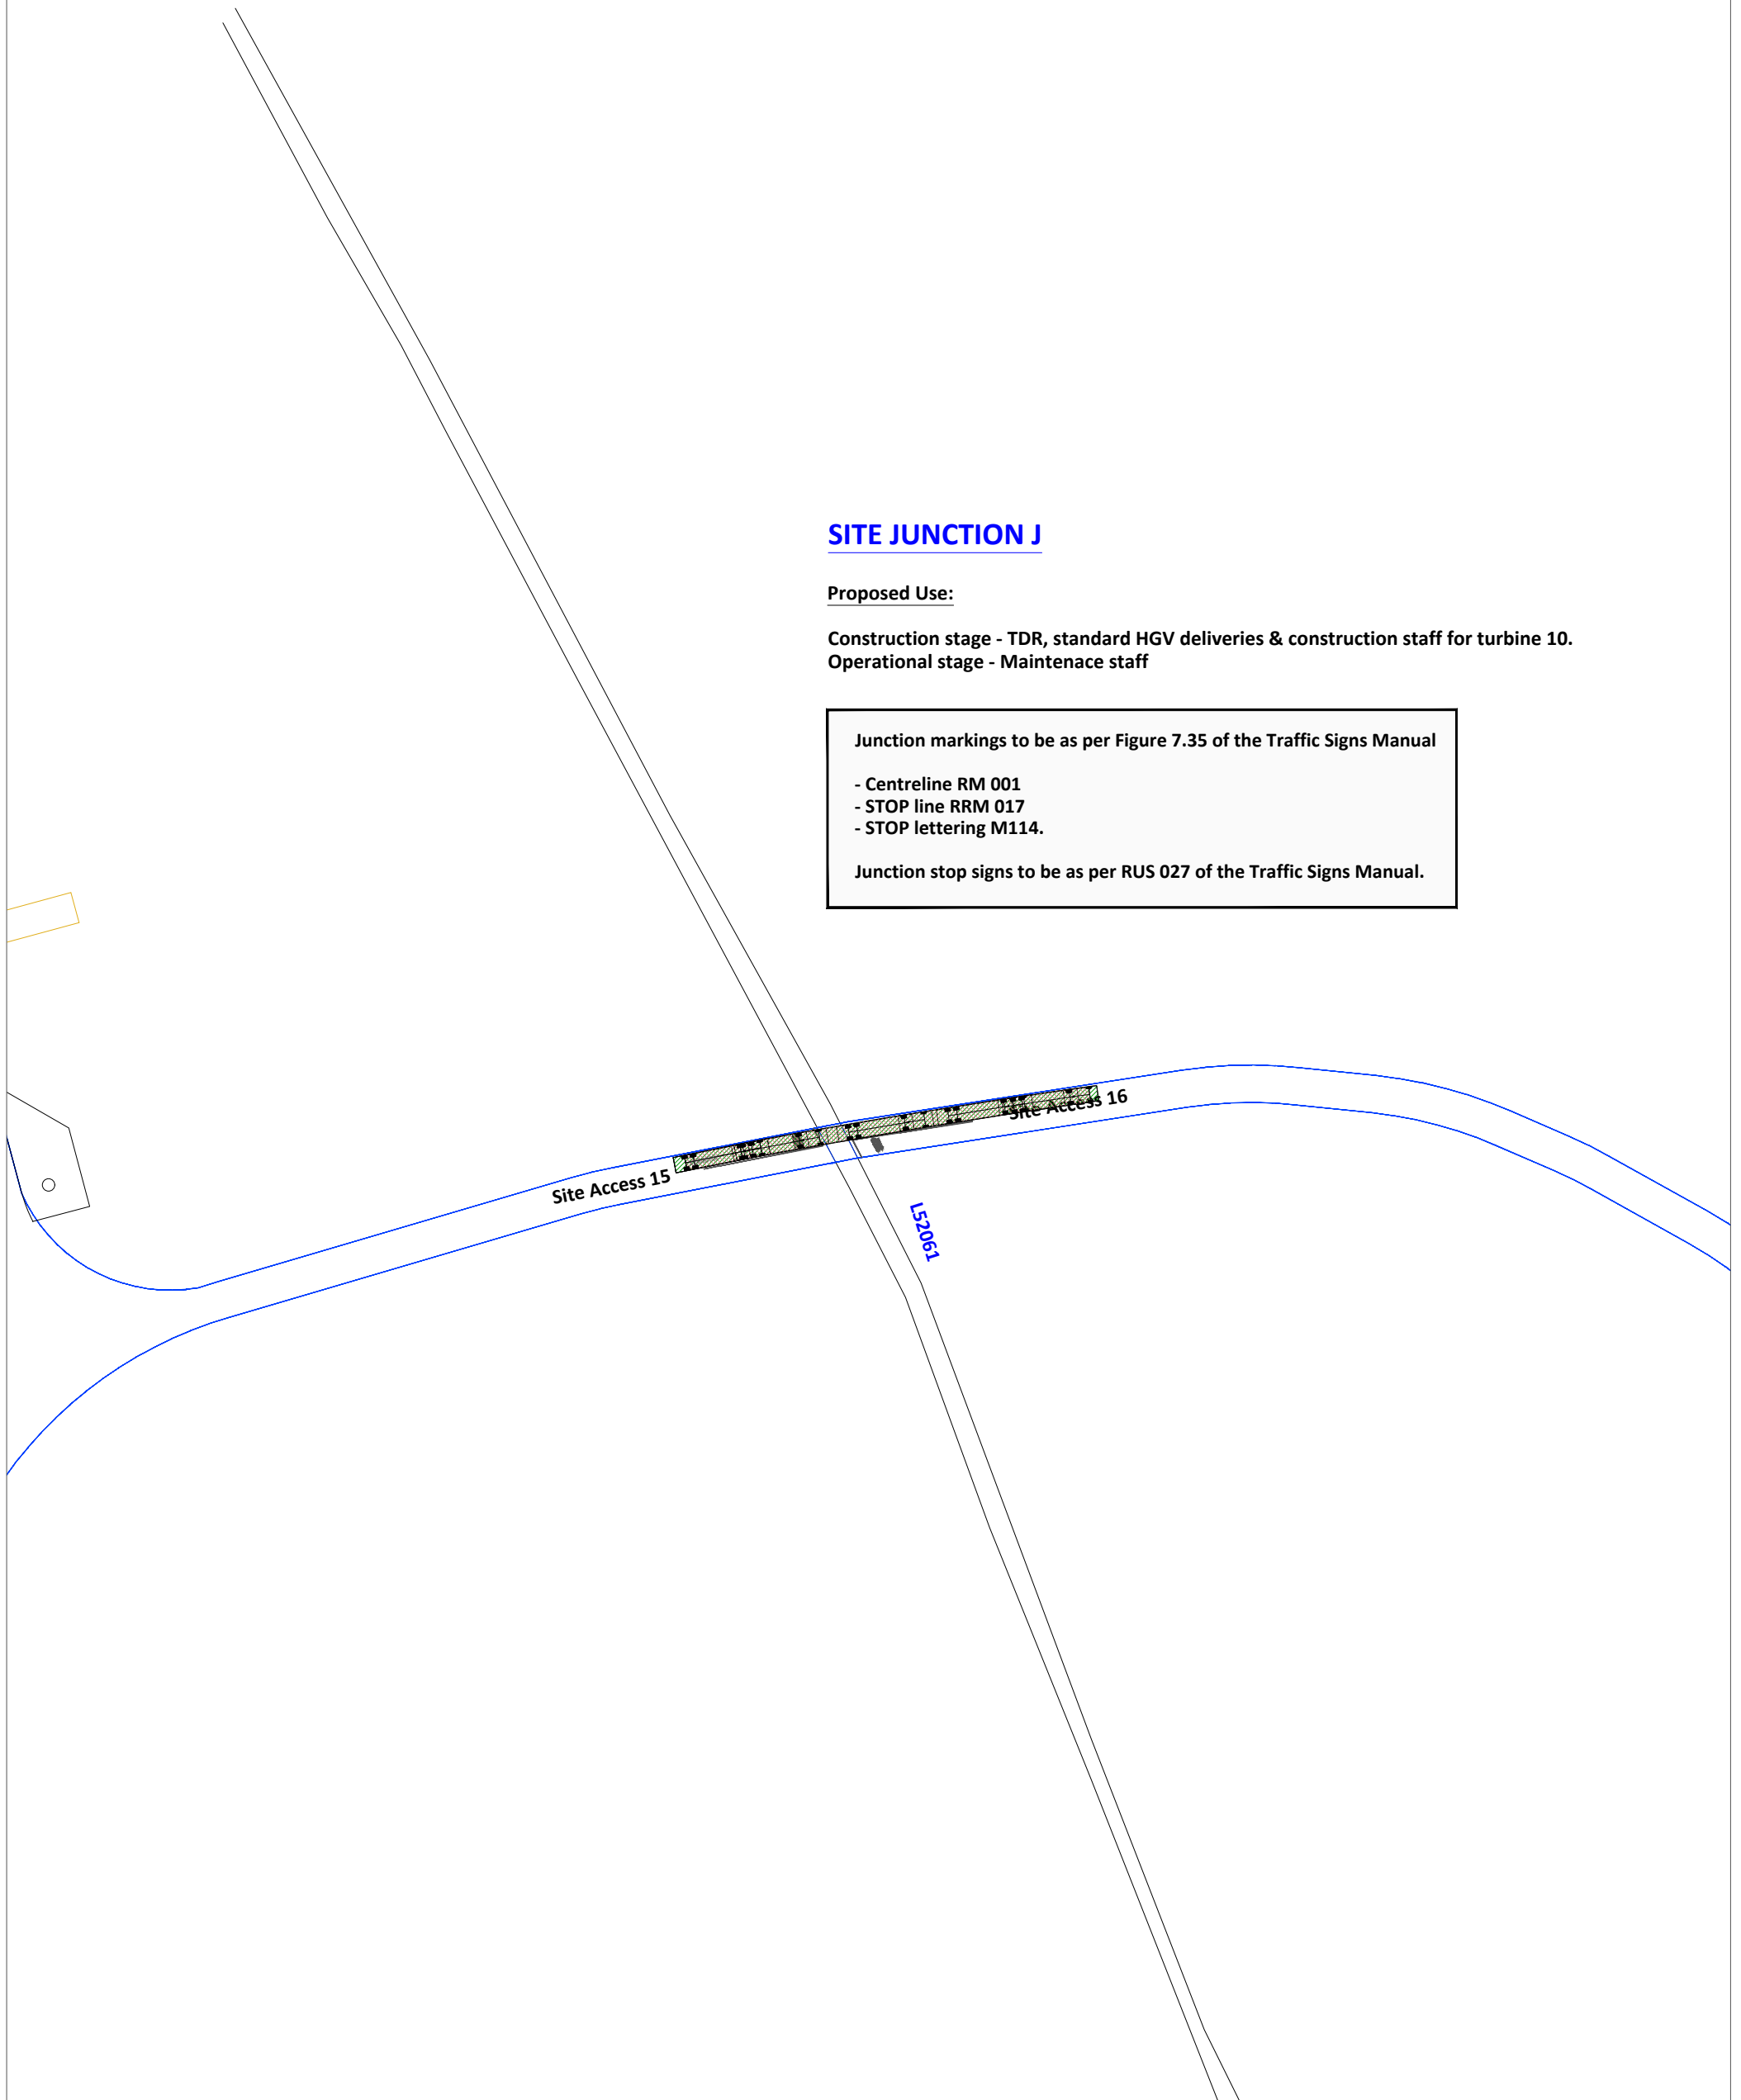 SITE JUNCTION J
Proposed Use:
Construction stage - TDR, standard HGV deliveries & construction staff for turbine 10.
Operational stage - Maintenace staff
Junction markings to be as per Figure 7.35 of the Traffic Signs Manual
- Centreline RM 001
- STOP line RRM 017
- STOP lettering M114.
Junction stop signs to be as per RUS 027 of the Traffic Signs Manual.
Site Access 16
Site Access 15
L52061